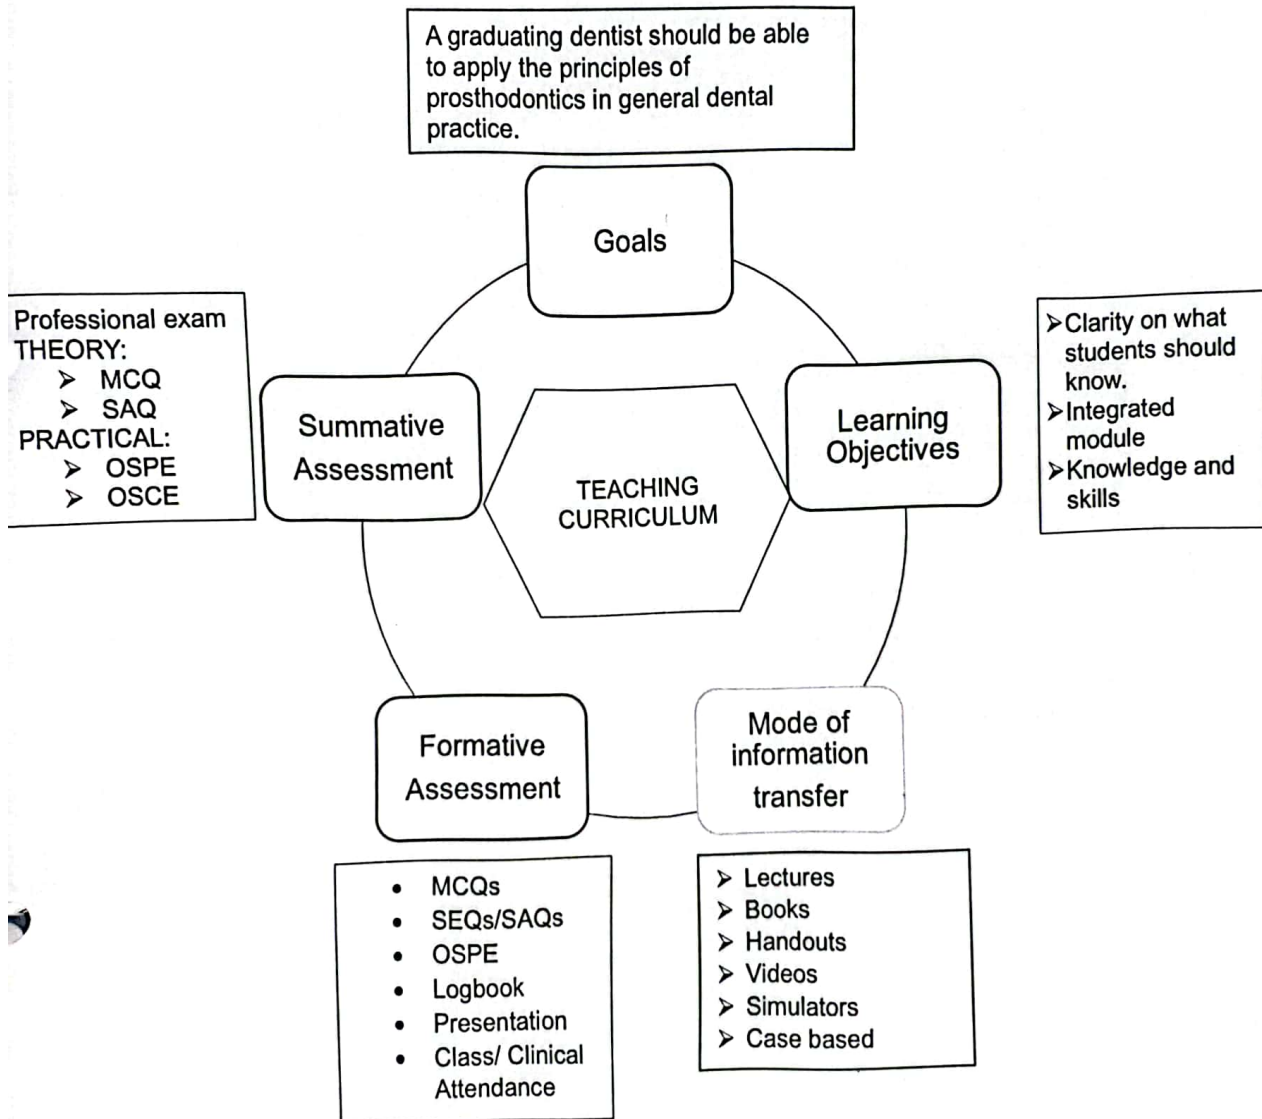 A graduating dentist should be able
to apply the principles of
prosthodontics in general dental
practice.
Goals
Professional exam
THEORY:
➢ MCQ
➢ SAQ
PRACTICAL:
➢ OSPE
➢ OSCE
Summative
Assessment
TEACHING
CURRICULUM
Learning
Objectives
➢Clarity on what
students should
know.
➢Integrated
module
➢Knowledge and
skills
Formative
Assessment
Mode of
information
transfer
• MCQs
• SEQs/SAQs
• OSPE
• Logbook
• Presentation
• Class/ Clinical
Attendance
➢ Lectures
➢ Books
➢ Handouts
➢ Videos
➢ Simulators
➢ Case based